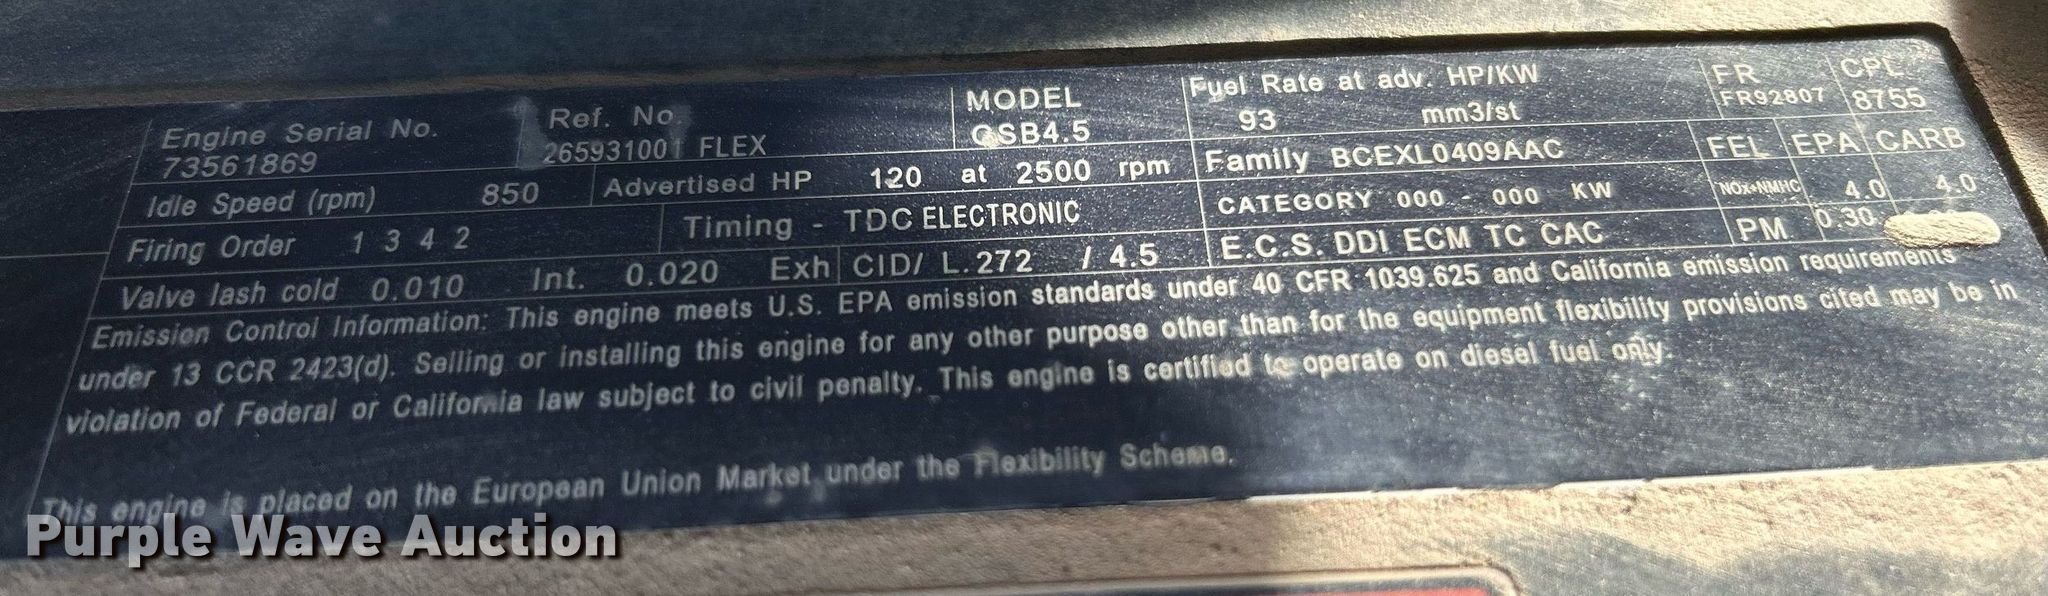 Engine Serial No.
73561869
Ref. No
265931001 FLEX
MODEL
QSB4.5
Fuel Rate at adv. HP/KW
93 mm3/st
FR
FR92807
CPL
8755
Idle Speed (rpm) 850
Advertised HP 120 at 2500 rpm
Family BCEXL0409AAC
FEL EPA CARB
Firing Order 1 3 4 2
Timing - TDC ELECTRONIC
CATEGORY 000 - 000 KW
NOx+NMHC 4.0 4.0
Valve lash cold 0.010 Int. 0.020 Exh
CID/ L. 272 / 4.5
E.C.S. DDI ECM TC CAC
PM 0.30
Emission Control Information: This engine meets U.S. EPA emission standards under 40 CFR 1039.625 and California emission requirements
under 13 CCR 2423(d). Selling or installing this engine for any other purpose other than for the equipment flexibility provisions cited may be in
violation of Federal or California law subject to civil penalty. This engine is certified to operate on diesel fuel only.
This engine is placed on the European Union Market under the Flexibility Scheme.
Purple Wave Auction